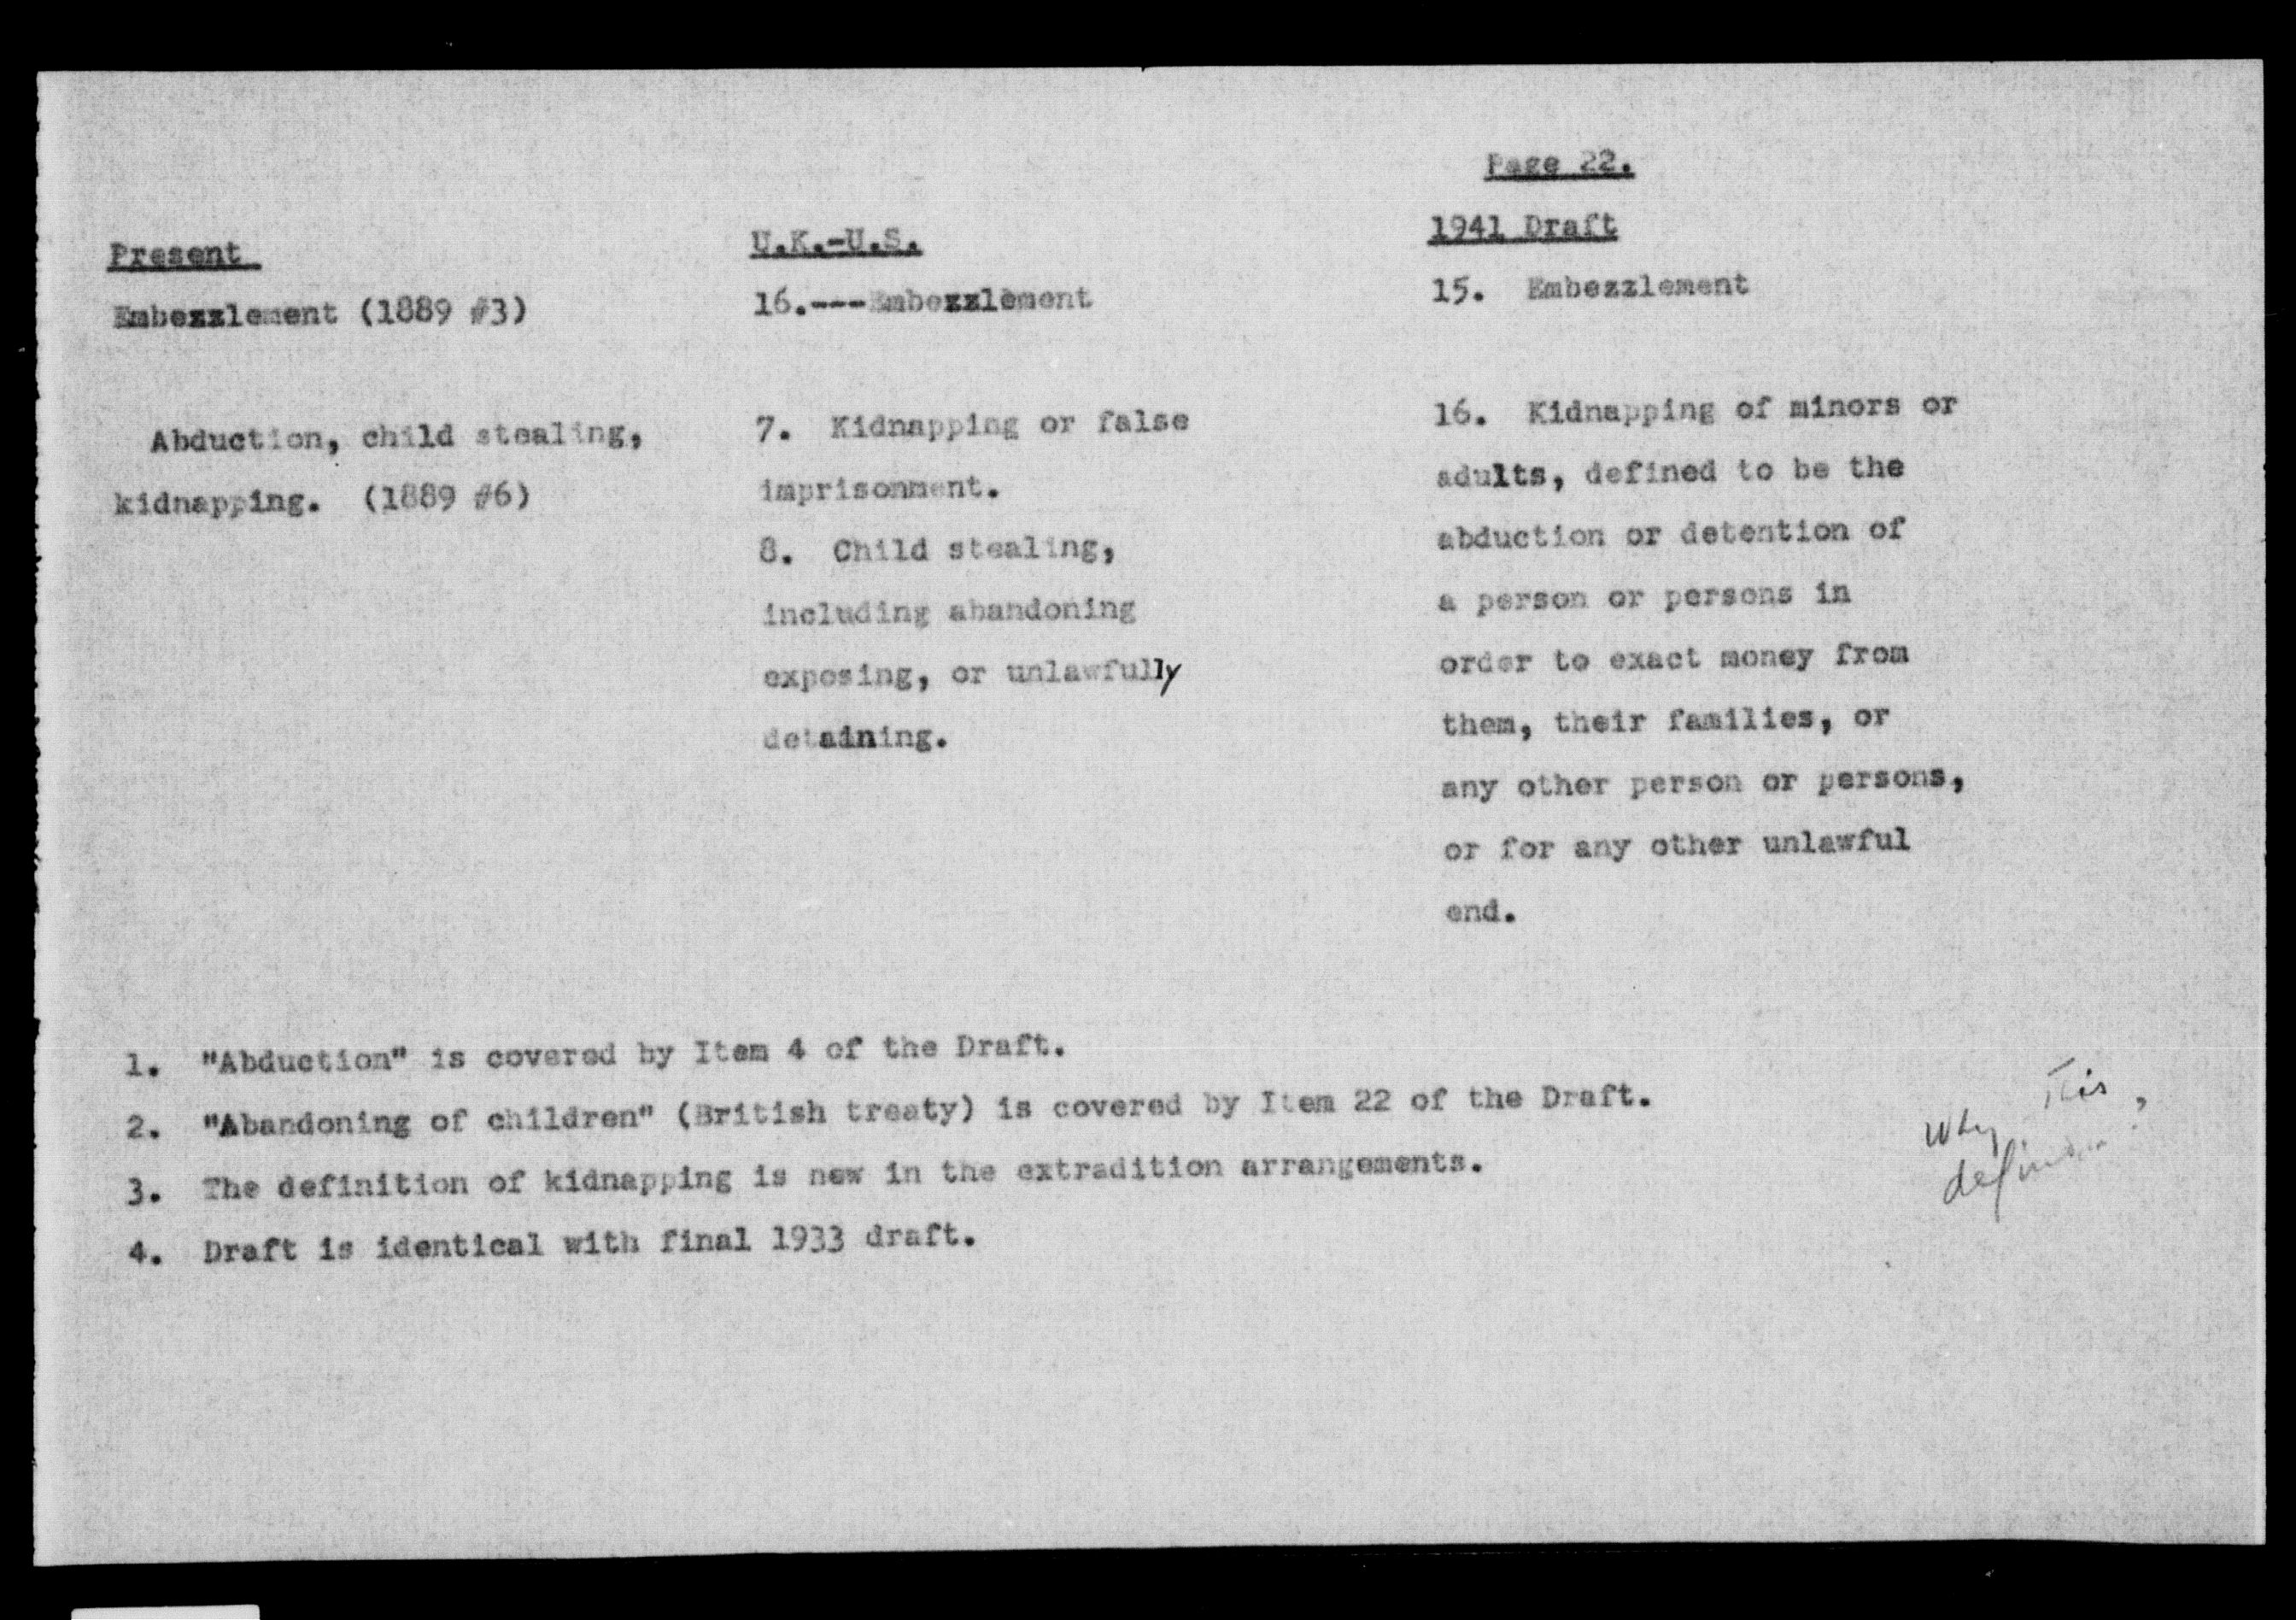 Page 22.
Present
Embezzlement (1889 #3)
Abduction, child stealing,
kidnapping. (1889 #6)
U.K.-U.S.
16.---Embezzlement
7. Kidnapping or false
imprisonment.
8. Child stealing,
including abandoning
exposing, or unlawfully
detaining.
1941 Draft
15. Embezzlement
16. Kidnapping of minors or
adults, defined to be the
abduction or detention of
a person or persons in
order to exact money from
them, their families, or
any other person or persons,
or for any other unlawful
end.
1. "Abduction" is covered by Item 4 of the Draft.
2. "Abandoning of children" (British treaty) is covered by Item 22 of the Draft.
3. The definition of kidnapping is new in the extradition arrangements.
4. Draft is identical with final 1933 draft.
Why this